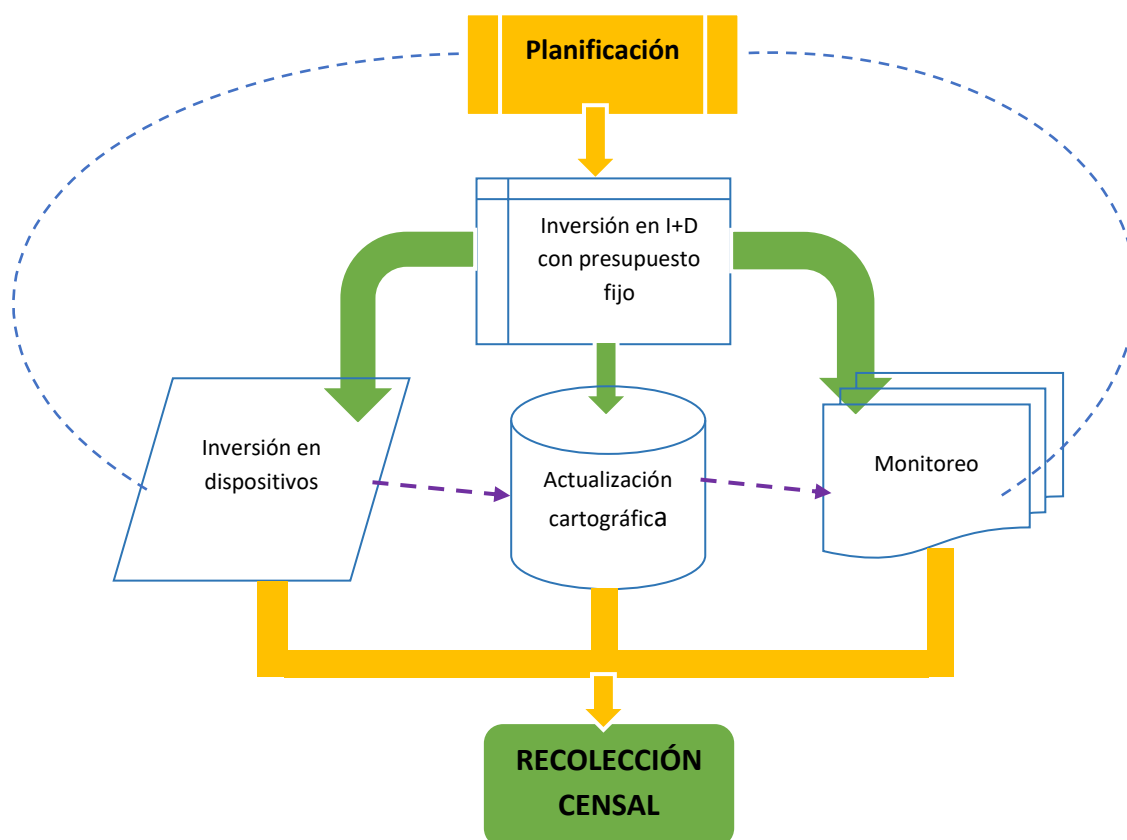 Planificación
Inversión en I+D
con presupuesto
fijo
Inversión en
dispositivos
Actualización
cartográfica
Monitoreo
RECOLECCIÓN
CENSAL